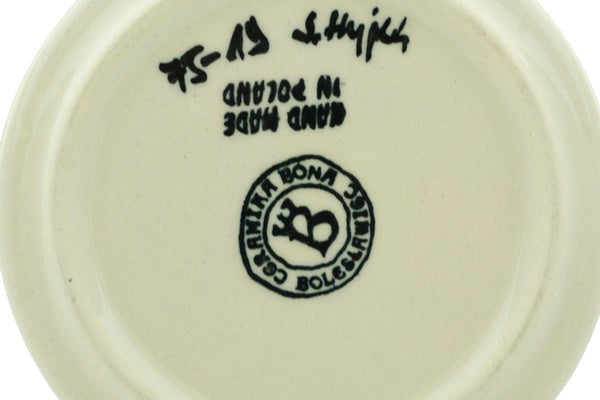 75-19
HAND MADE
IN POLAND
CERAMIKA BONA BOLESŁAWIEC
B